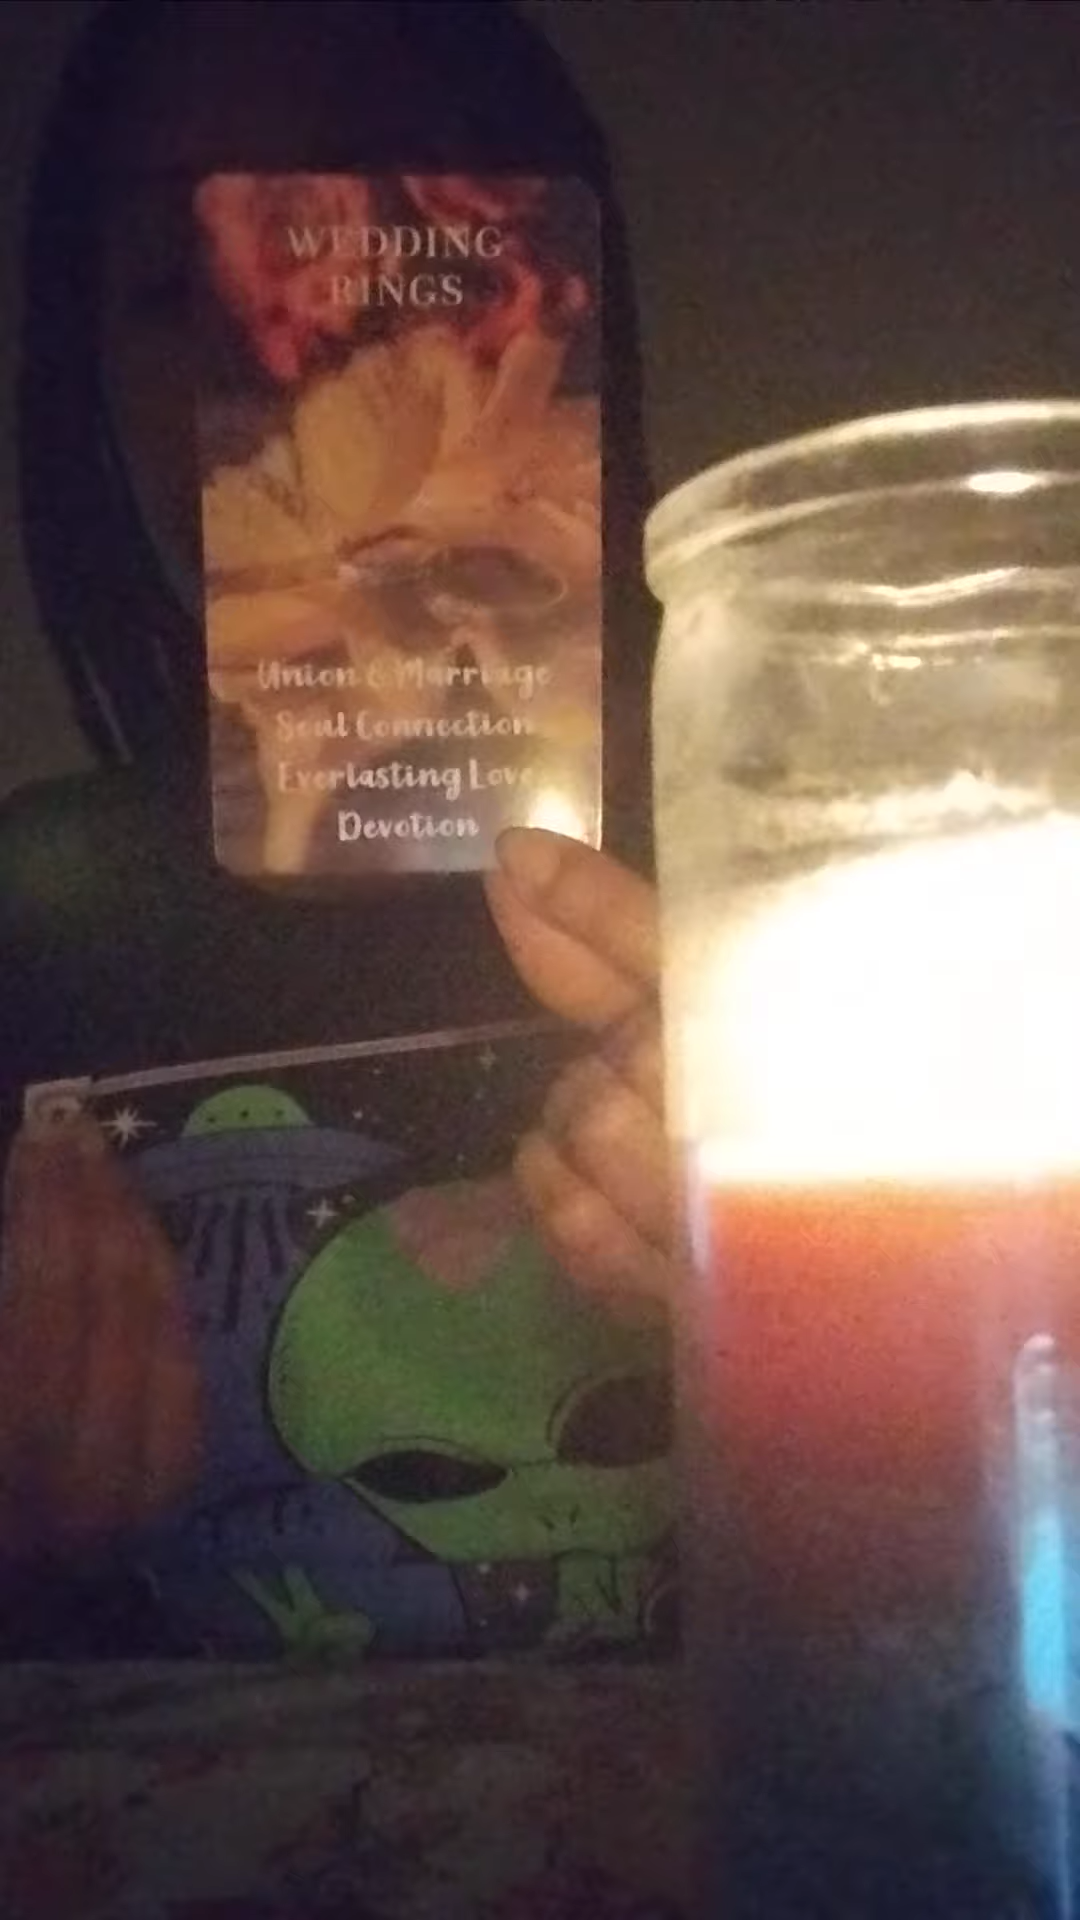 WEDDING
RINGS
Union & Marriage
Soul Connection
Everlasting Love
Devotion